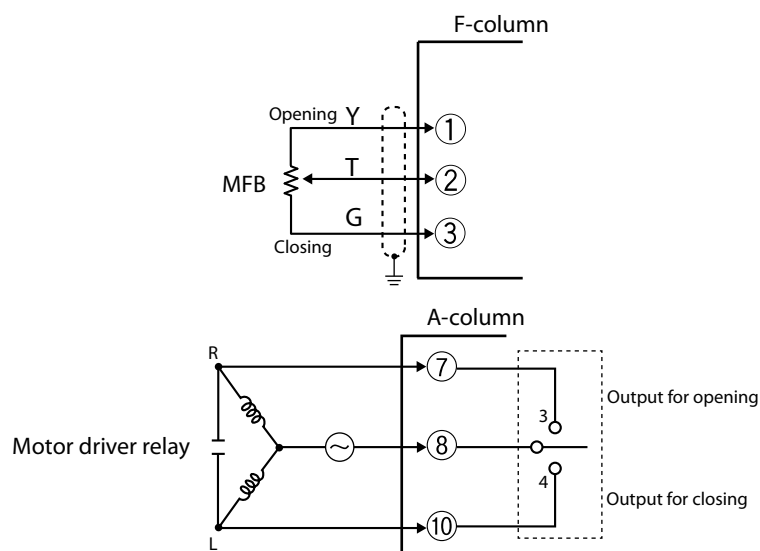 F-column
Opening Y
①
T
MFB
②
G
③
Closing
A-column
R
⑦
Output for opening
3
Motor driver relay
⑧
4
Output for closing
⑩
L